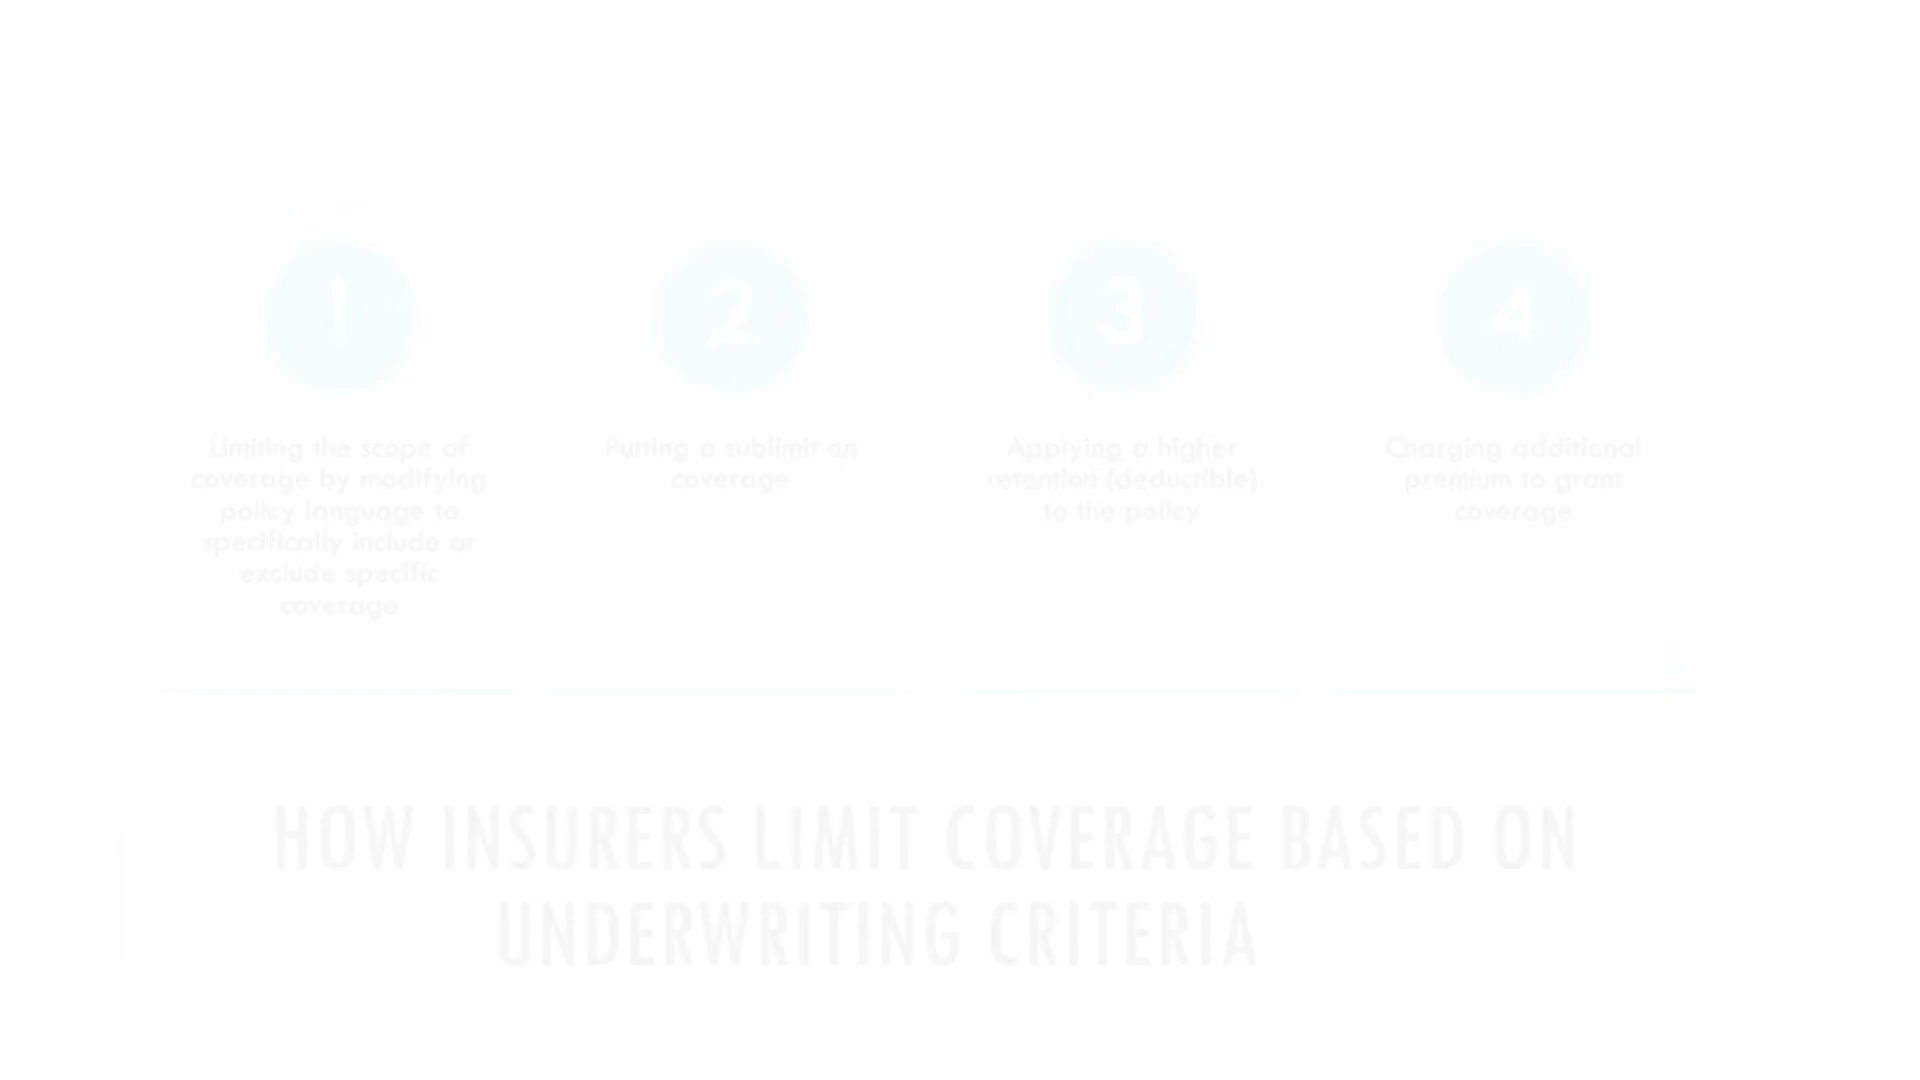 1
Limiting the scope of
coverage by modifying
policy language to
specifically include or
exclude specific
coverage
2
Putting a sublimit on
coverage
3
Applying a higher
retention (deductible)
to the policy
4
Charging additional
premium to grant
coverage
HOW INSURERS LIMIT COVERAGE BASED ON
UNDERWRITING CRITERIA